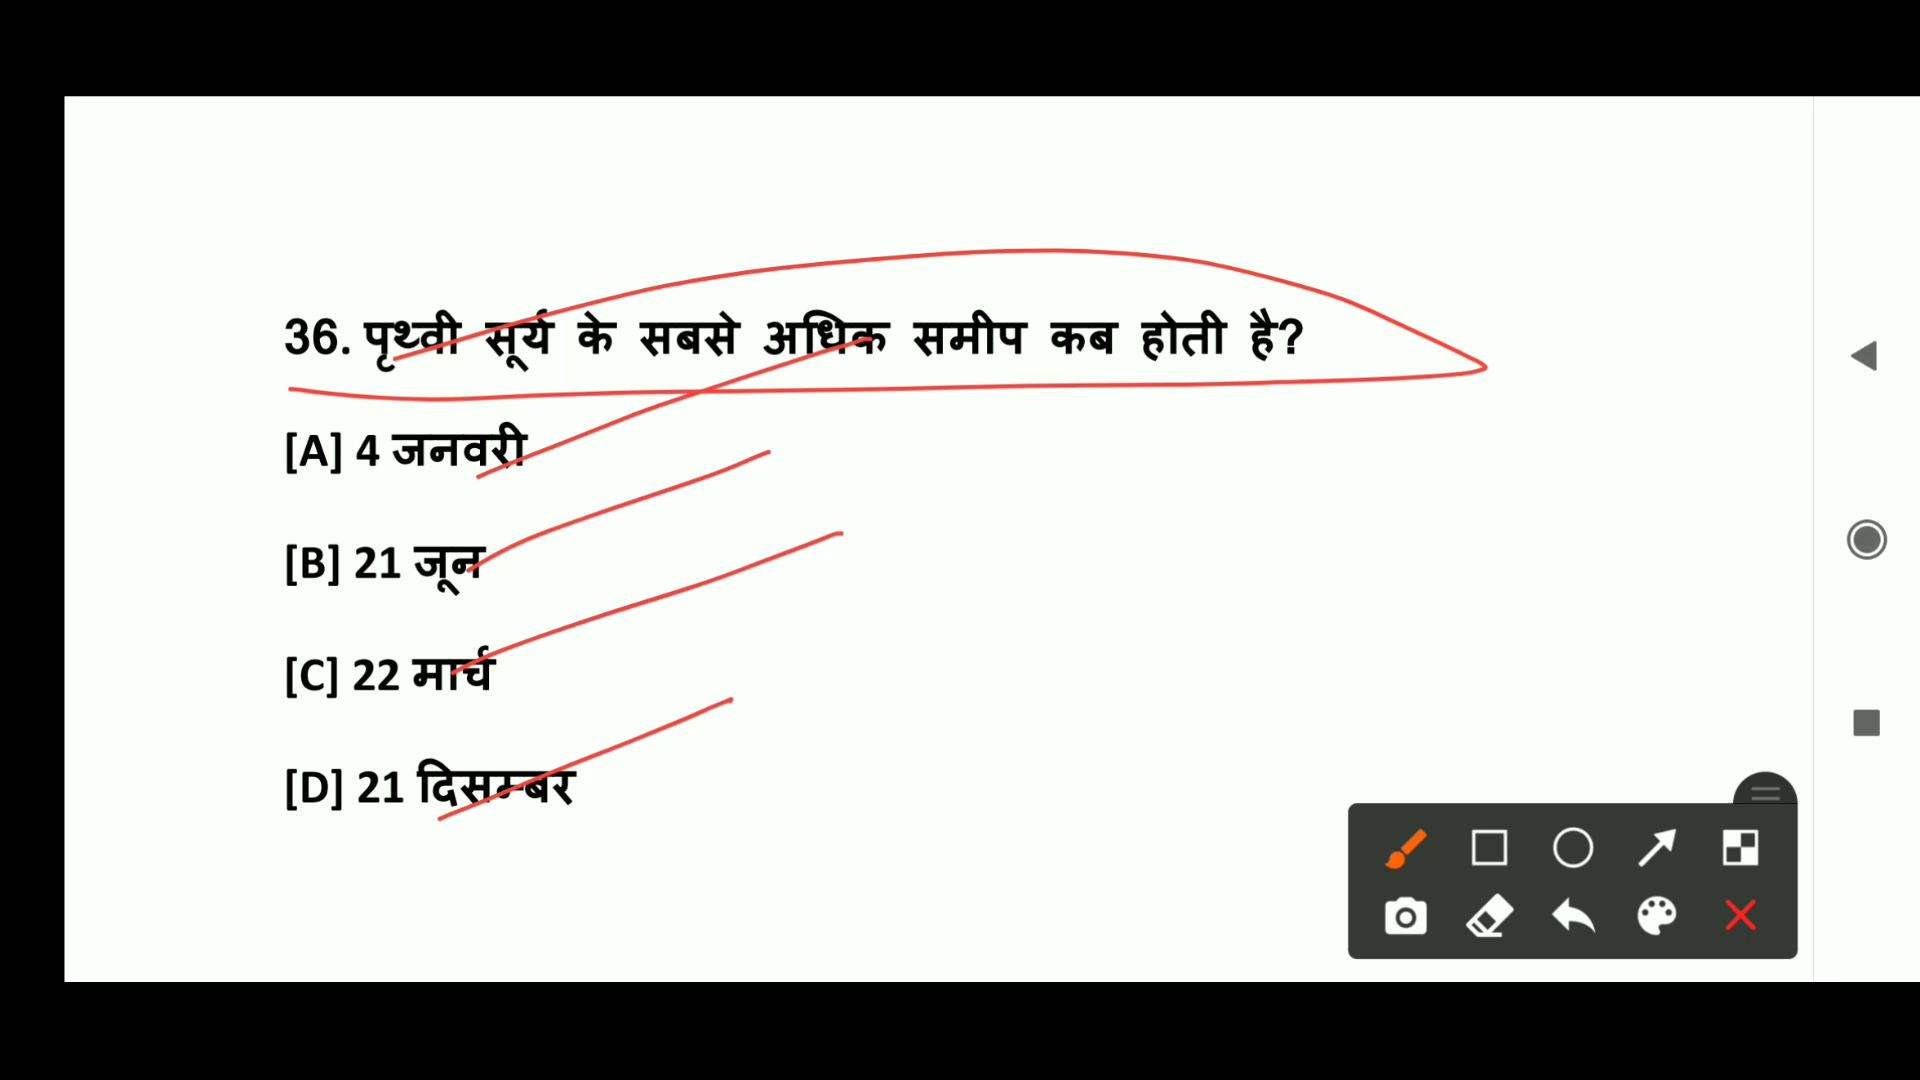 36. पृथ्वी सूर्य के सबसे अधिक समीप कब होती है?
[A] 4 जनवरी
[B] 21 जून
[C] 22 मार्च
[D] 21 दिसम्बर